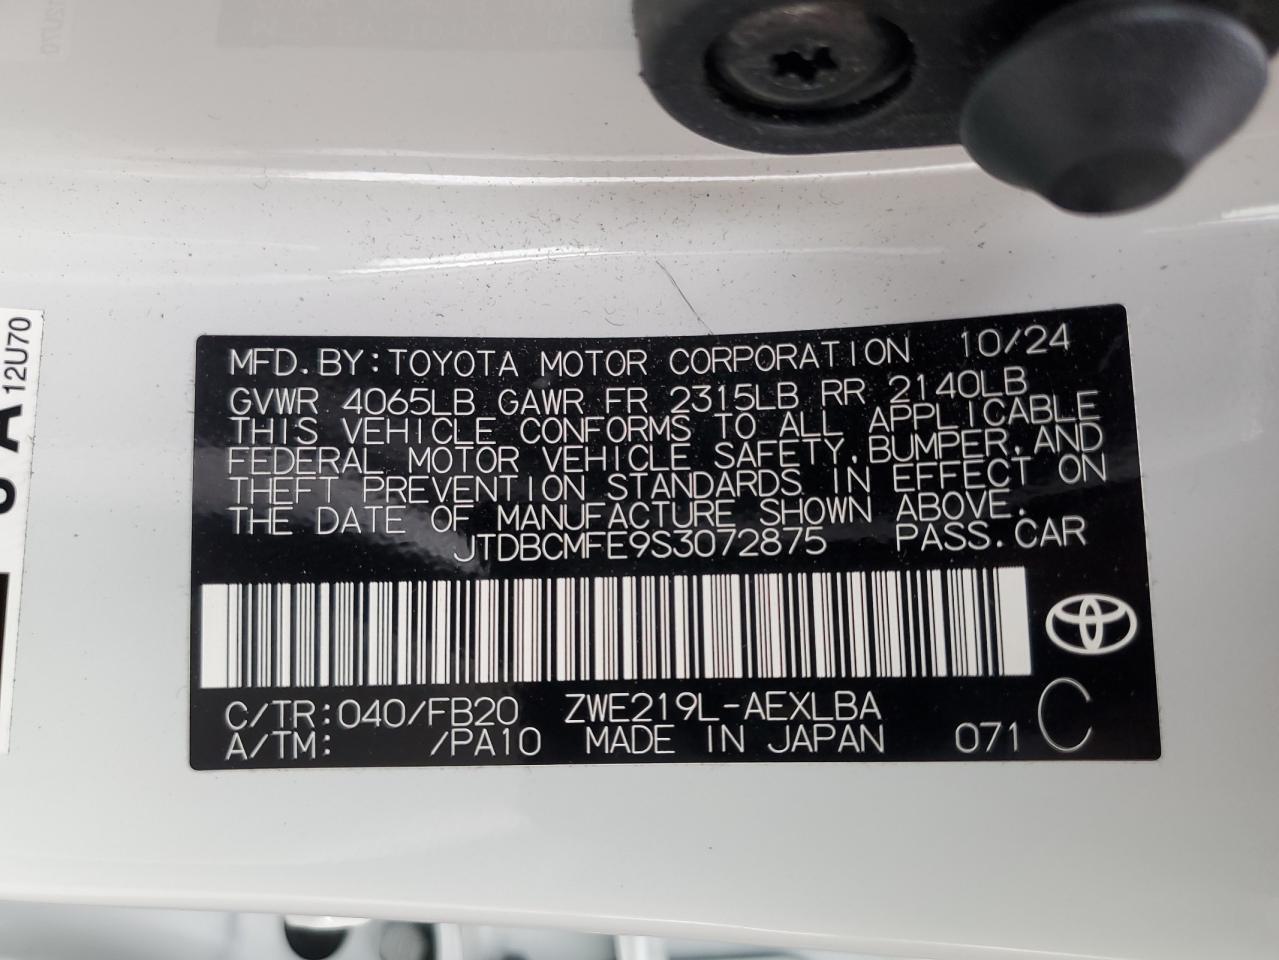 MFD.BY:TOYOTA MOTOR CORPORATION 10/24
GVWR 4065LB GAWR FR 2315LB RR 2140LB
THIS VEHICLE CONFORMS TO ALL APPLICABLE
FEDERAL MOTOR VEHICLE SAFETY,BUMPER,AND
THEFT PREVENTION STANDARDS IN EFFECT ON
THE DATE OF MANUFACTURE SHOWN ABOVE.
JTDBCMFE9S3072875 PASS.CAR
C/TR:040/FB20 ZWE219L-AEXLBA
A/TM: /PA10 MADE IN JAPAN 071 C
A 12U70